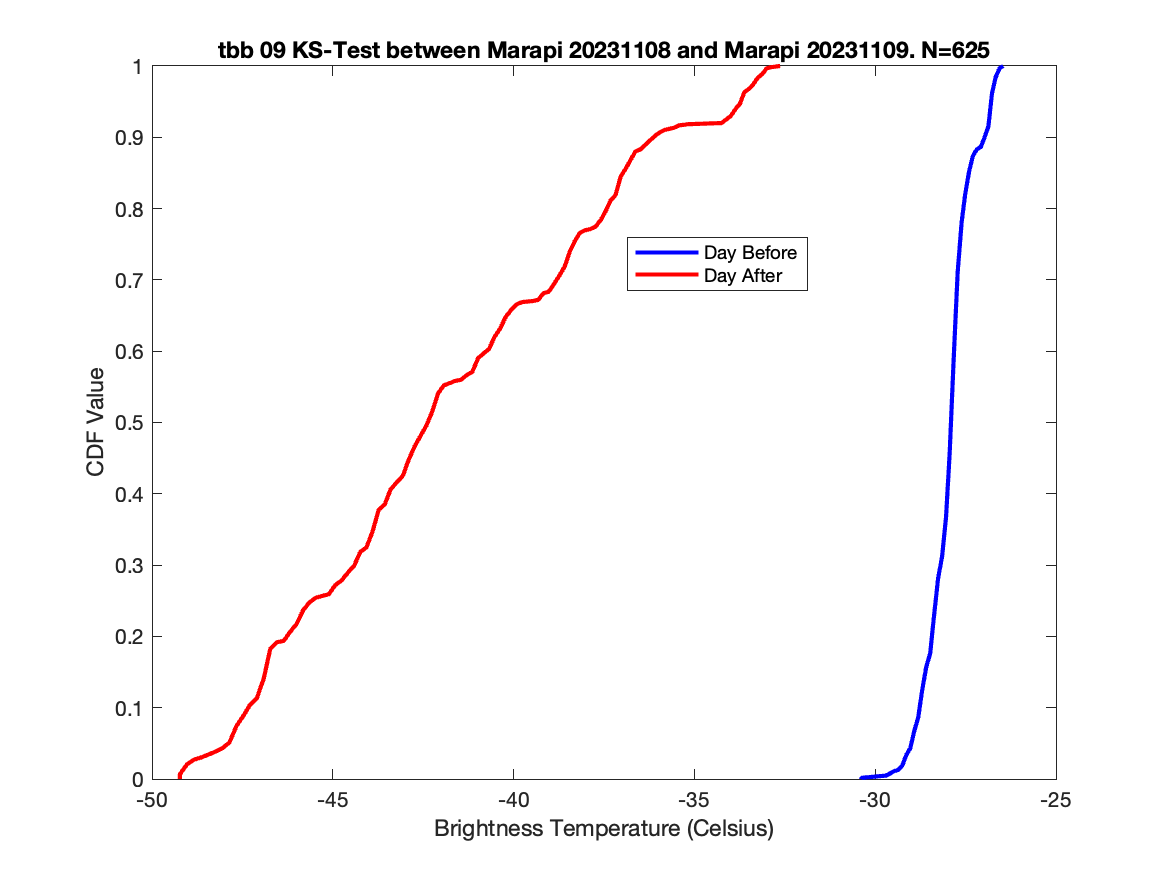 tbb 09 KS-Test between Marapi 20231108 and Marapi 20231109. N=625
1
0.9
0.8
0.7
0.6
0.5
0.4
0.3
0.2
0.1
0
CDF Value
Day Before
Day After
-50 -45 -40 -35 -30 -25
Brightness Temperature (Celsius)